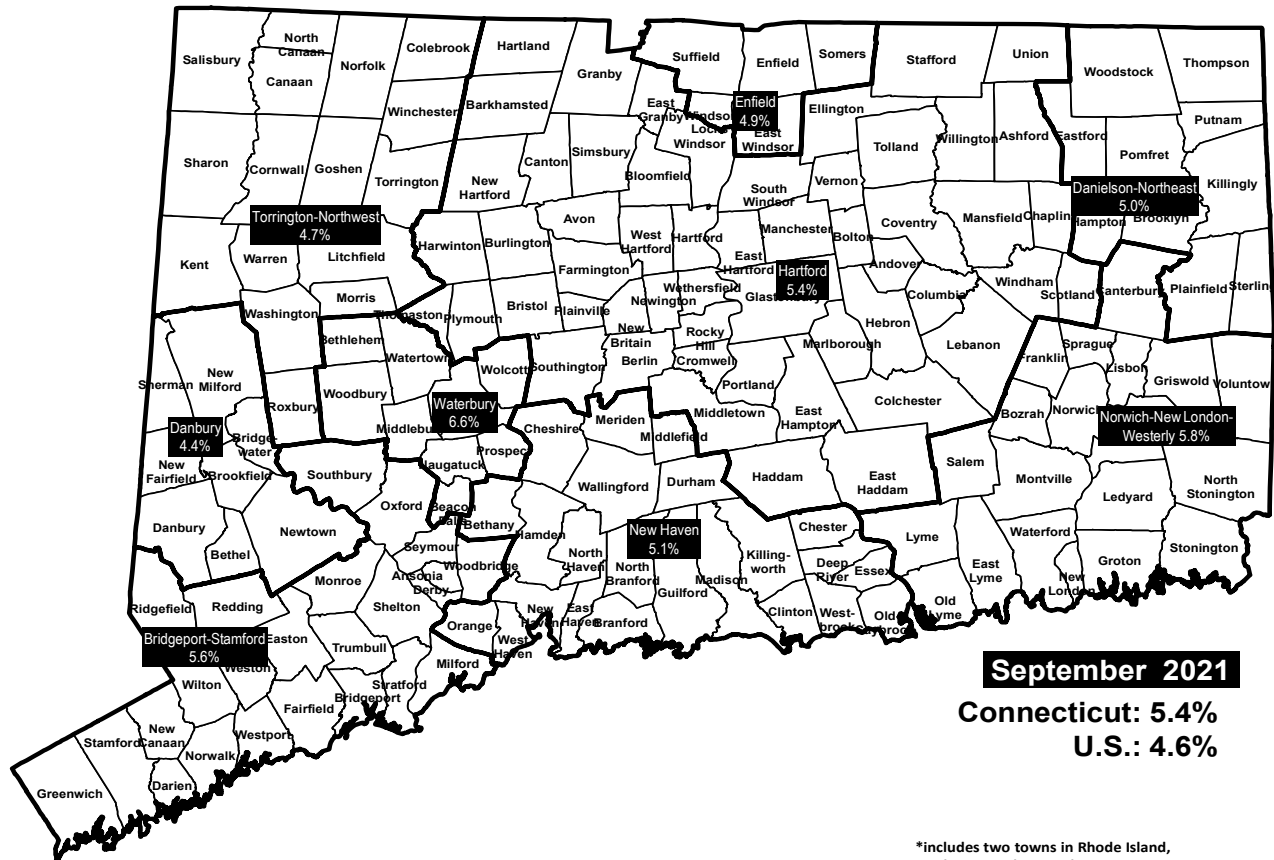 Salisbury
North
Canaan
Canaan
Norfolk
Colebrook
Hartland
Granby
Suffield
Enfield
Somers
Stafford
Union
Woodstock
Thompson
Winchester
Barkhamsted
East
Granby
Windsor
Locks
Windsor
Enfield
4.9%
East
Windsor
Ellington
Willington
Ashford
Eastford
Putnam
Pomfret
Sharon
Cornwall
Goshen
Torrington
New
Hartford
Canton
Simsbury
Bloomfield
South
Windsor
Vernon
Tolland
Killingly
Torrington-Northwest
4.7%
Danielson-Northeast
5.0%
Hampton
Brooklyn
Avon
West
Hartford
Hartford
East
Hartford
Manchester
Bolton
Coventry
Mansfield
Chaplin
Kent
Warren
Litchfield
Harwinton
Burlington
Farmington
Wethersfield
Newington
Hartford
5.4%
Glastonbury
Andover
Columbia
Windham
Scotland
Canterbury
Plainfield
Sterling
Washington
Morris
Thomaston
Plymouth
Bristol
Plainville
New
Britain
Berlin
Rocky
Hill
Cromwell
Marlborough
Hebron
Lebanon
Franklin
Sprague
Lisbon
Griswold
Voluntown
Bethlehem
Watertown
Wolcott
Southington
Sherman
New
Milford
Roxbury
Woodbury
Middlebury
Waterbury
6.6%
Cheshire
Meriden
Middlefield
Middletown
Portland
East
Hampton
Colchester
Bozrah
Norwich
Norwich-New London-
Westerly 5.8%
Danbury
4.4%
Bridge-
water
New
Fairfield
Brookfield
Southbury
Naugatuck
Prospect
Wallingford
Durham
Haddam
East
Haddam
Salem
Montville
Ledyard
North
Stonington
Danbury
Bethel
Newtown
Oxford
Beacon
Falls
Bethany
Hamden
North
Haven
New Haven
5.1%
North
Branford
Guilford
Madison
Killing-
worth
Chester
Deep
River
Essex
Lyme
East
Lyme
Waterford
New
London
Groton
Stonington
Seymour
Woodbridge
Ansonia
Derby
Monroe
Shelton
Ridgefield
Redding
Orange
New
Haven
West
Haven
East
Haven
Branford
Clinton
West-
brook
Old
Saybrook
Old
Lyme
Bridgeport-Stamford
5.6%
Easton
Weston
Trumbull
Milford
Wilton
Fairfield
Bridgeport
Stratford
Stamford
New
Canaan
Norwalk
Westport
Greenwich
Darien
September 2021
Connecticut: 5.4%
U.S.: 4.6%
*includes two towns in Rhode Island,